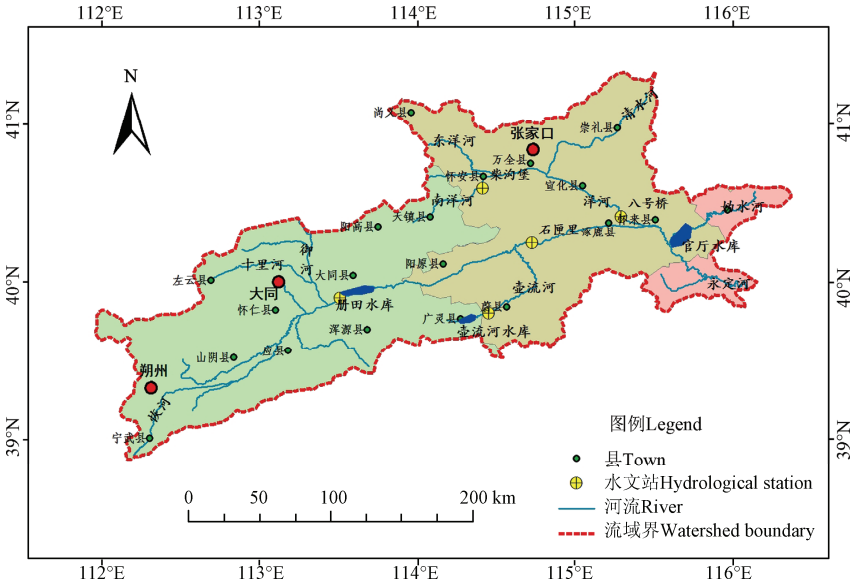 112°E
113°E
114°E
115°E
116°E
N
41°N
41°N
尚义县
清水河
崇礼县
张家口
东洋河
万全县
怀安县
柴沟堡
宣化县
南洋河
洋河
八号桥
妫水河
天镇县
怀来县
阳高县
石匣里
涿鹿县
官厅水库
御河
十里河
阳原县
大同县
左云县
40°N
40°N
大同
壶流河
永定河
册田水库
蔚县
怀仁县
广灵县
浑源县
壶流河水库
应县
山阴县
朔州
恢河
宁武县
39°N
39°N
图例Legend
县Town
水文站Hydrological station
河流River
流域界Watershed boundary
0
50
100
200 km
112°E
113°E
114°E
115°E
116°E